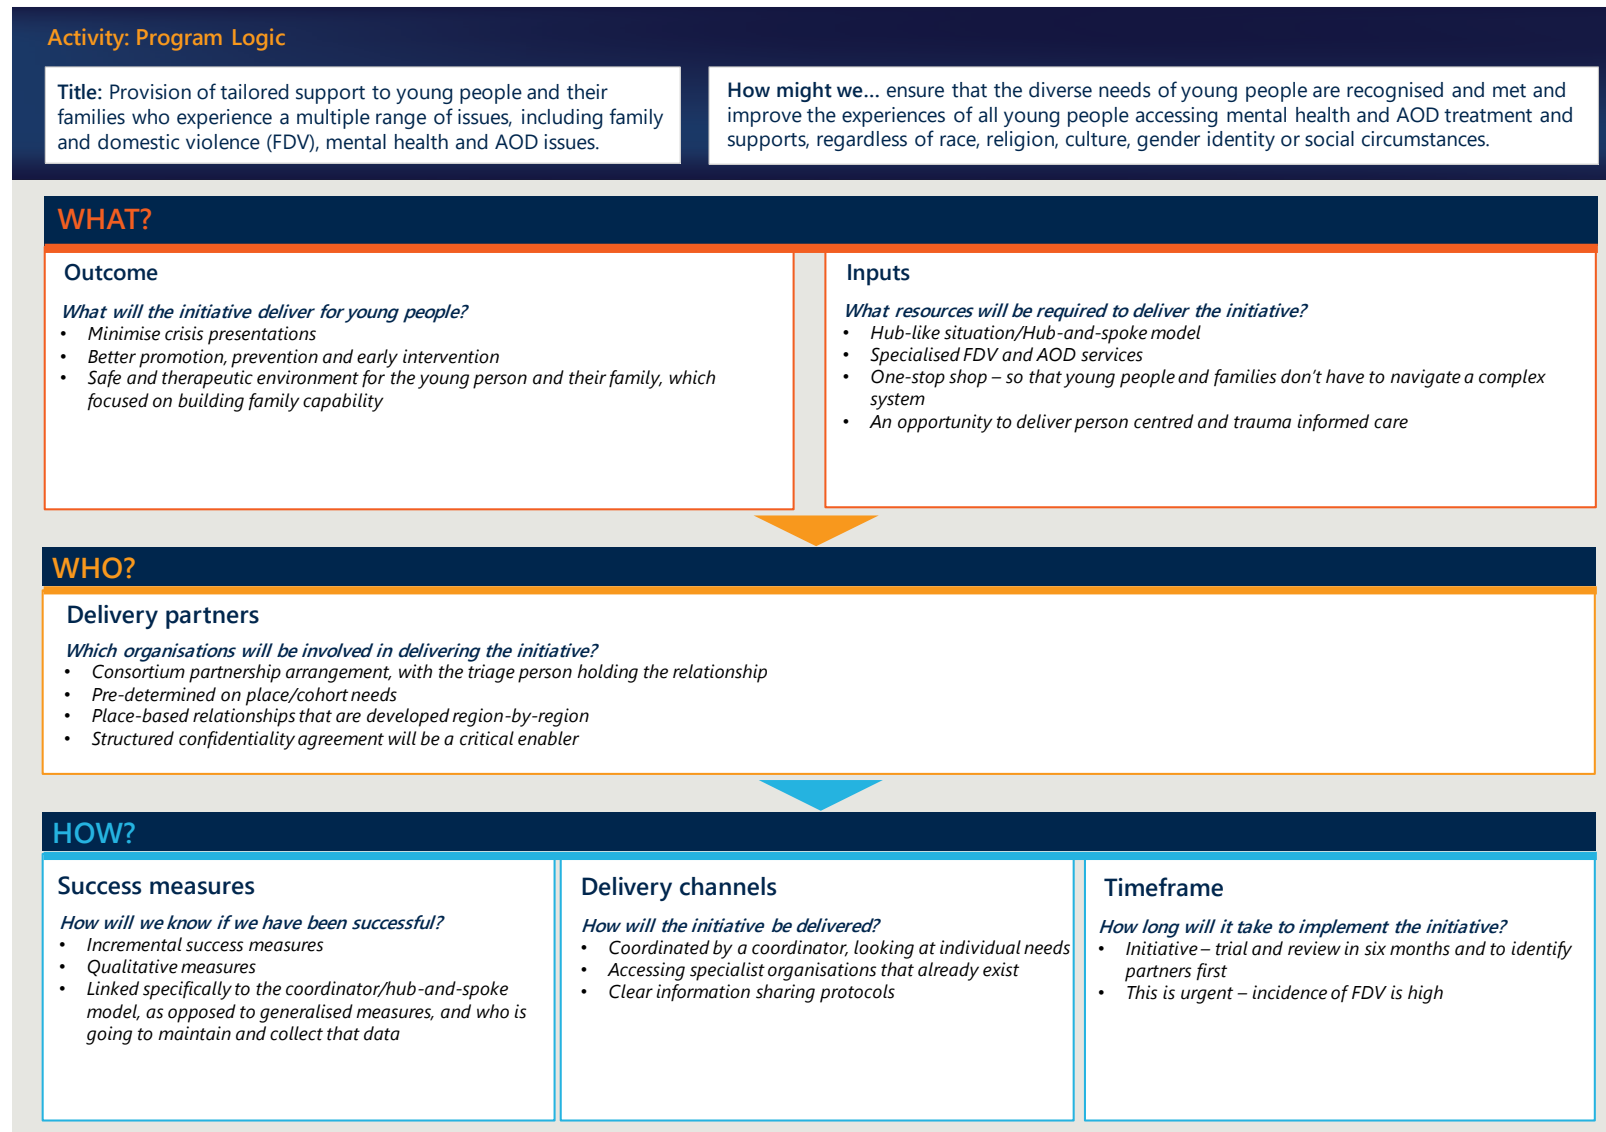 Activity: Program Logic
Title: Provision of tailored support to young people and their
families who experience a multiple range of issues, including family
and domestic violence (FDV), mental health and AOD issues.
How might we... ensure that the diverse needs of young people are recognised and met and
improve the experiences of all young people accessing mental health and AOD treatment and
supports, regardless of race, religion, culture, gender identity or social circumstances.
WHAT?
Outcome
What will the initiative deliver for young people?
• Minimise crisis presentations
• Better promotion, prevention and early intervention
• Safe and therapeutic environment for the young person and their family, which
focused on building family capability
Inputs
What resources will be required to deliver the initiative?
• Hub-like situation/Hub-and-spoke model
• Specialised FDV and AOD services
• One-stop shop – so that young people and families don't have to navigate a complex
system
• An opportunity to deliver person centred and trauma informed care
WHO?
Delivery partners
Which organisations will be involved in delivering the initiative?
• Consortium partnership arrangement, with the triage person holding the relationship
• Pre-determined on place/cohort needs
• Place-based relationships that are developed region-by-region
• Structured confidentiality agreement will be a critical enabler
HOW?
Success measures
How will we know if we have been successful?
• Incremental success measures
• Qualitative measures
• Linked specifically to the coordinator/hub-and-spoke
model, as opposed to generalised measures, and who is
going to maintain and collect that data
Delivery channels
How will the initiative be delivered?
• Coordinated by a coordinator, looking at individual needs
• Accessing specialist organisations that already exist
• Clear information sharing protocols
Timeframe
How long will it take to implement the initiative?
• Initiative – trial and review in six months and to identify
partners first
• This is urgent – incidence of FDV is high